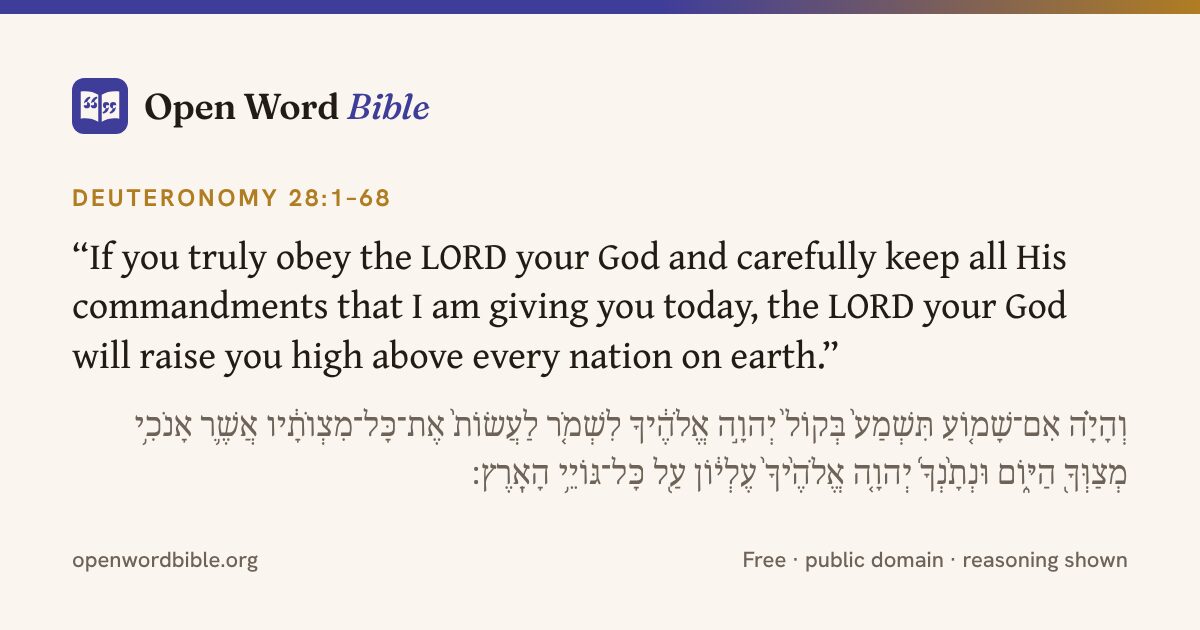 Open Word Bible
DEUTERONOMY 28:1–68
“If you truly obey the LORD your God and carefully keep all His
commandments that I am giving you today, the LORD your God
will raise you high above every nation on earth.”
וְהָיָ֗ה אִם־שָׁמ֤וֹעַ תִּשְׁמַע֙ בְּקוֹל֙ יְהוָ֣ה אֱלֹהֶ֔יךָ לִשְׁמֹ֤ר לַעֲשׂוֹת֙ אֶת־כָּל־מִצְוֺתָ֔יו אֲשֶׁ֛ר אָנֹכִ֥י
מְצַוְּךָ֖ הַיּ֑וֹם וּנְתָ֨נְךָ֜ יְהוָ֤ה אֱלֹהֶ֙יךָ֙ עֶלְי֔וֹן עַ֖ל כָּל־גּוֹיֵ֥י הָאָֽרֶץ׃
openwordbible.org
Free · public domain · reasoning shown